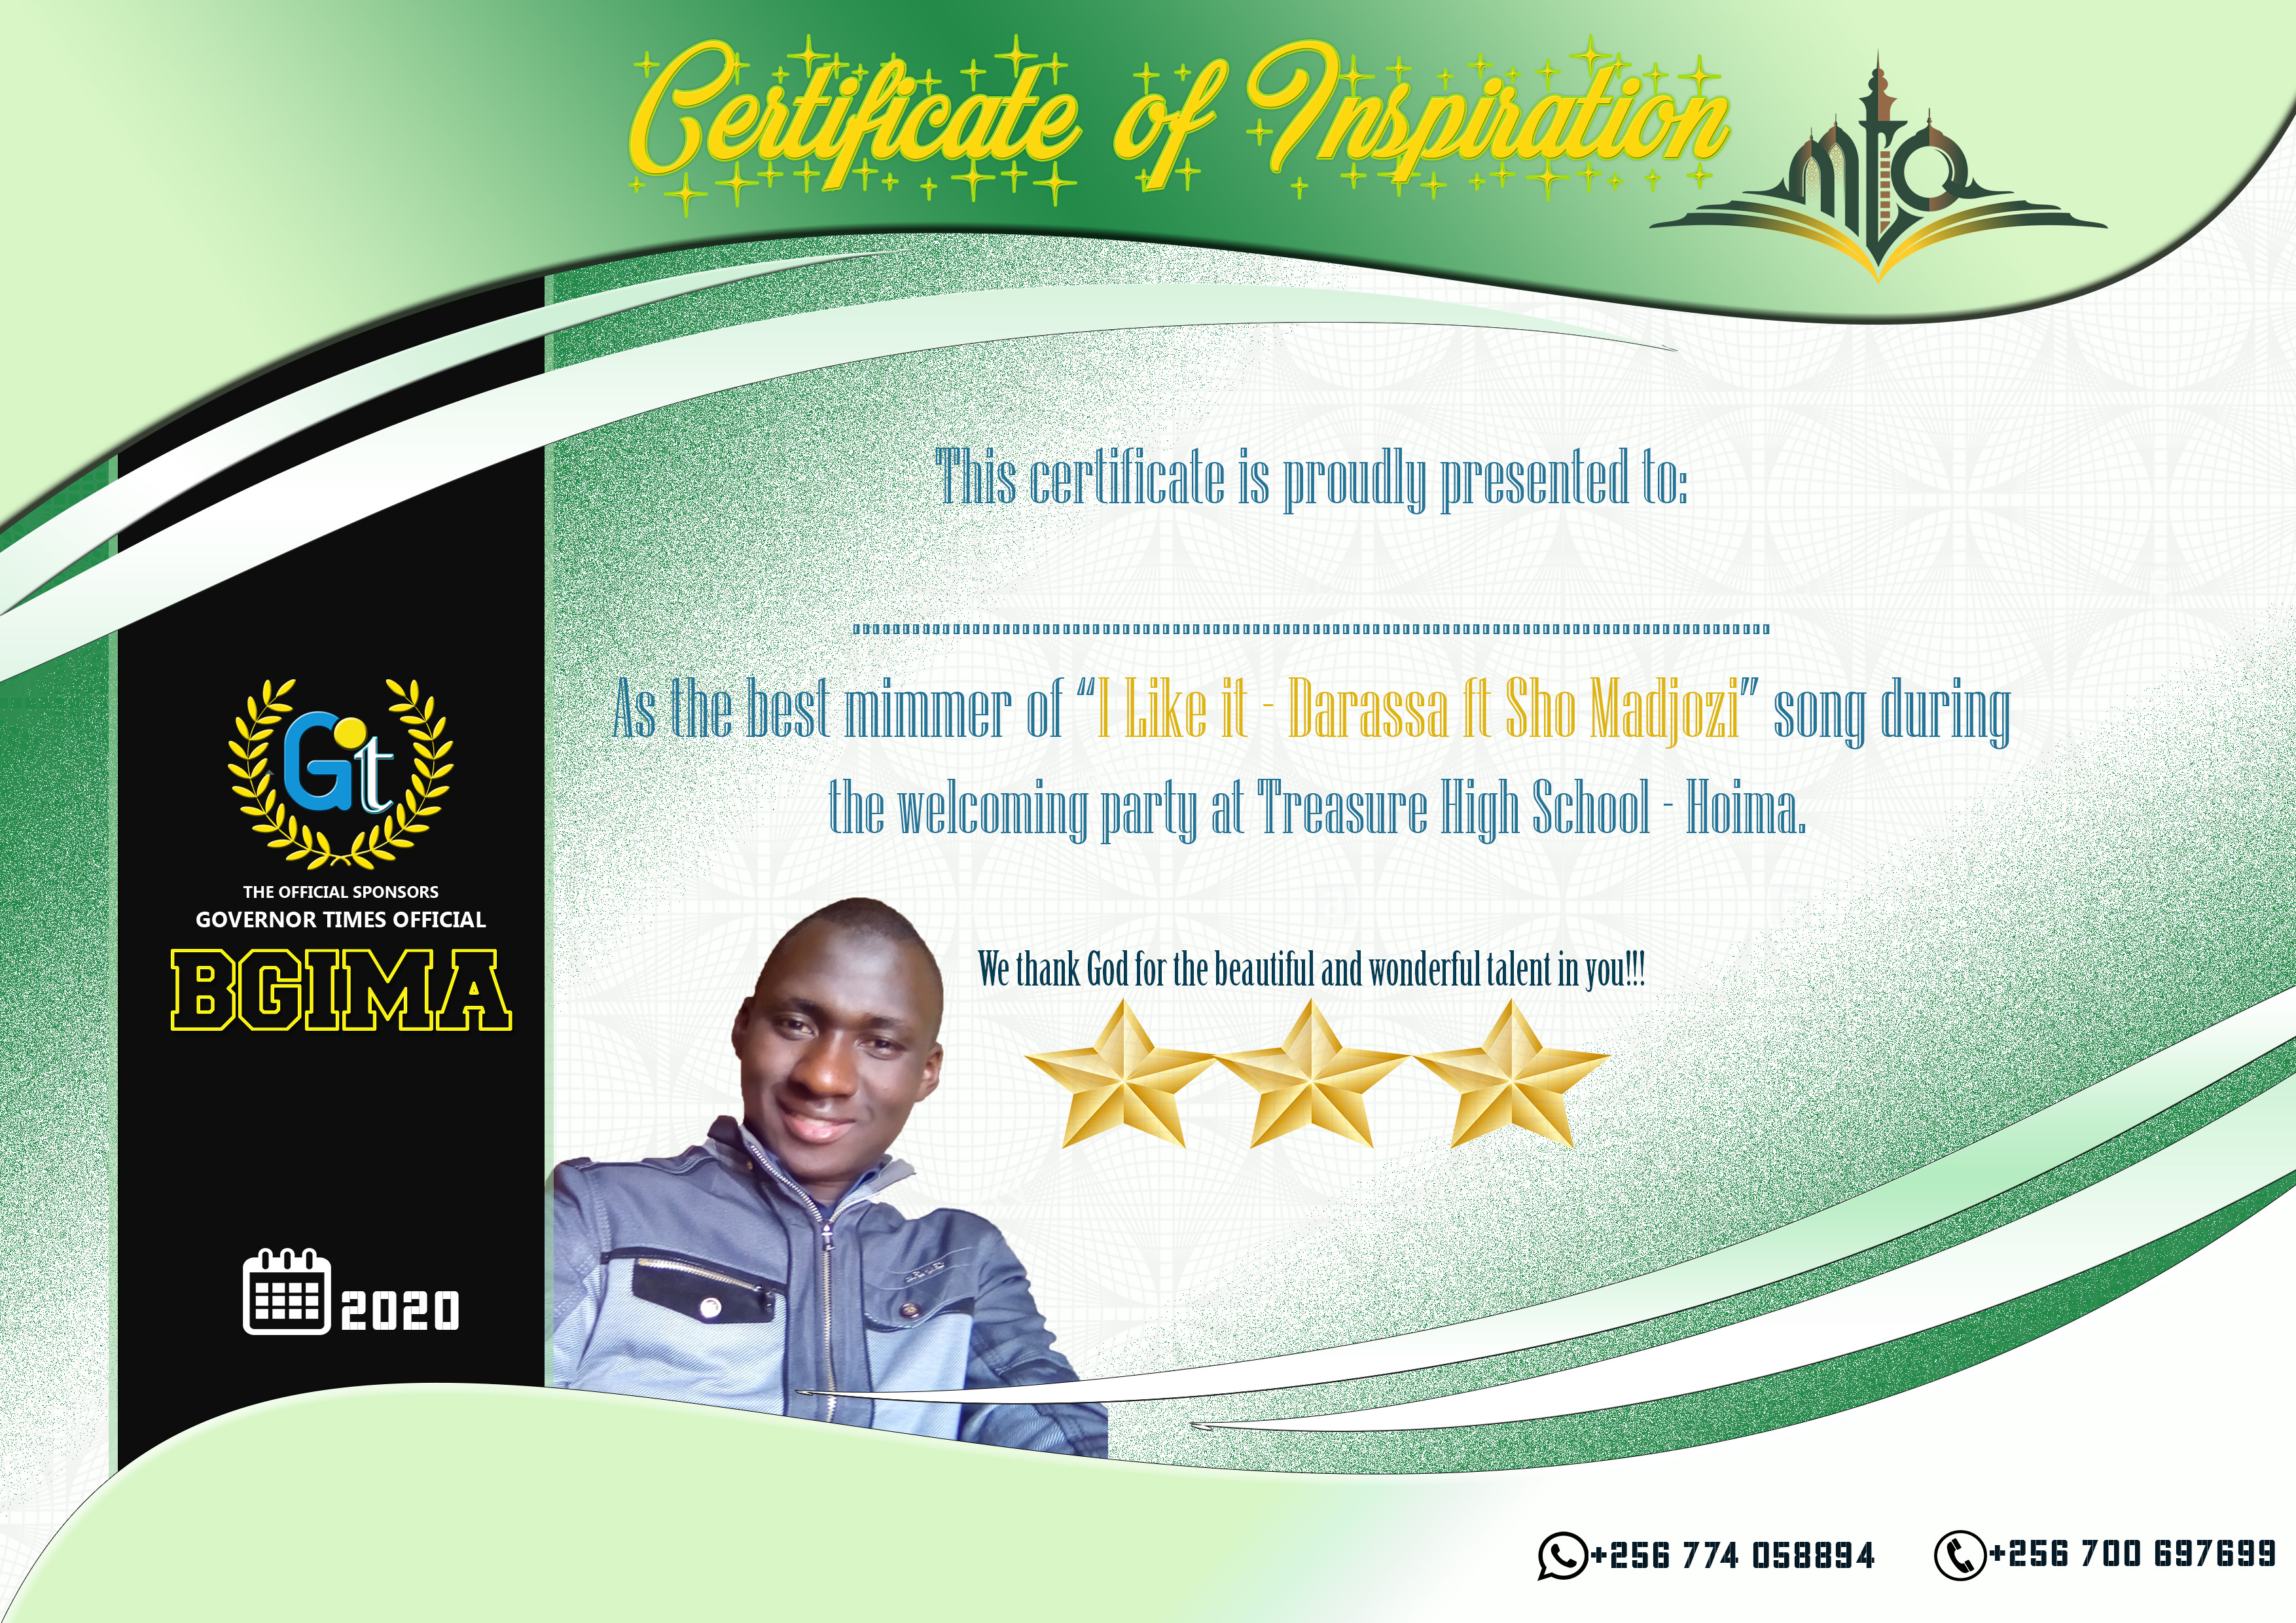 Certificate of Inspiration
This certificate is proudly presented to:
As the best mimmer of “I Like it - Darassa ft Sho Madjozi” song during
the welcoming party at Treasure High School - Hoima.
Gt
THE OFFICIAL SPONSORS
GOVERNOR TIMES OFFICIAL
BGIMA
We thank God for the beautiful and wonderful talent in you!!!
2020
+256 774 058894
+256 700 697699